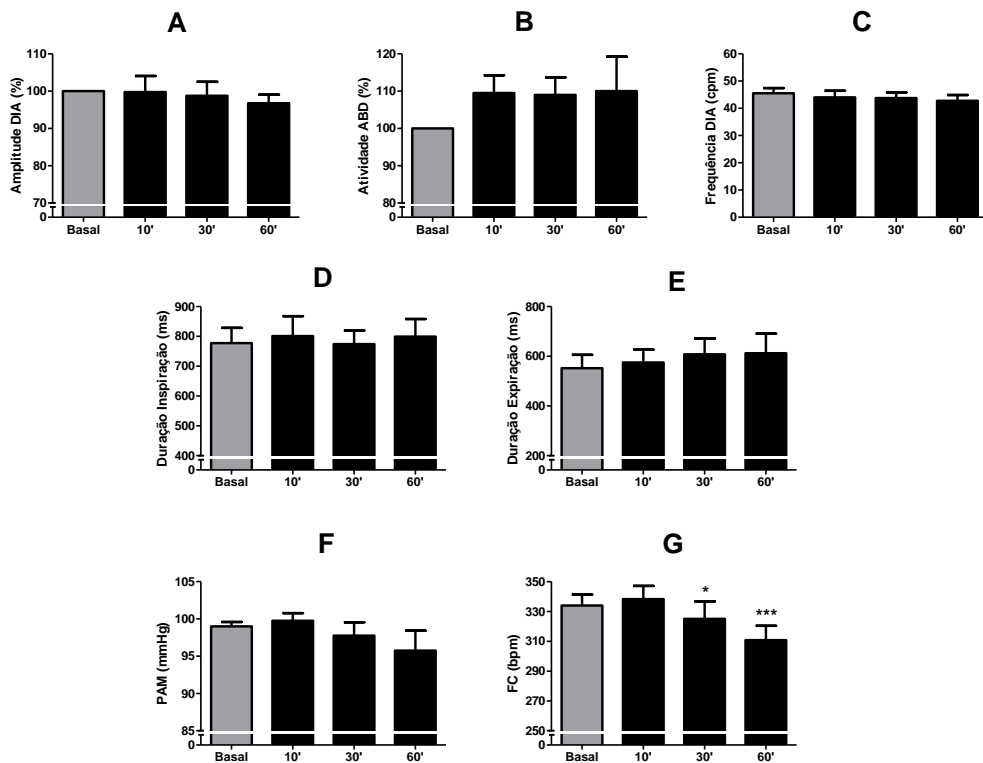 A
Amplitude DIA (%)
110
100
90
70
0
Basal 10' 30' 60'
B
Atividade ABD (%)
120
110
100
90
80
0
Basal 10' 30' 60'
C
Frequência DIA (cpm)
60
50
40
30
20
10
0
Basal 10' 30' 60'
D
Duração Inspiração (ms)
900
800
700
600
500
400
0
Basal 10' 30' 60'
E
Duração Expiração (ms)
800
600
400
200
0
Basal 10' 30' 60'
F
PAM (mmHg)
105
100
95
90
85
0
Basal 10' 30' 60'
G
FC (bpm)
350
330
310
290
270
250
0
*
***
Basal 10' 30' 60'